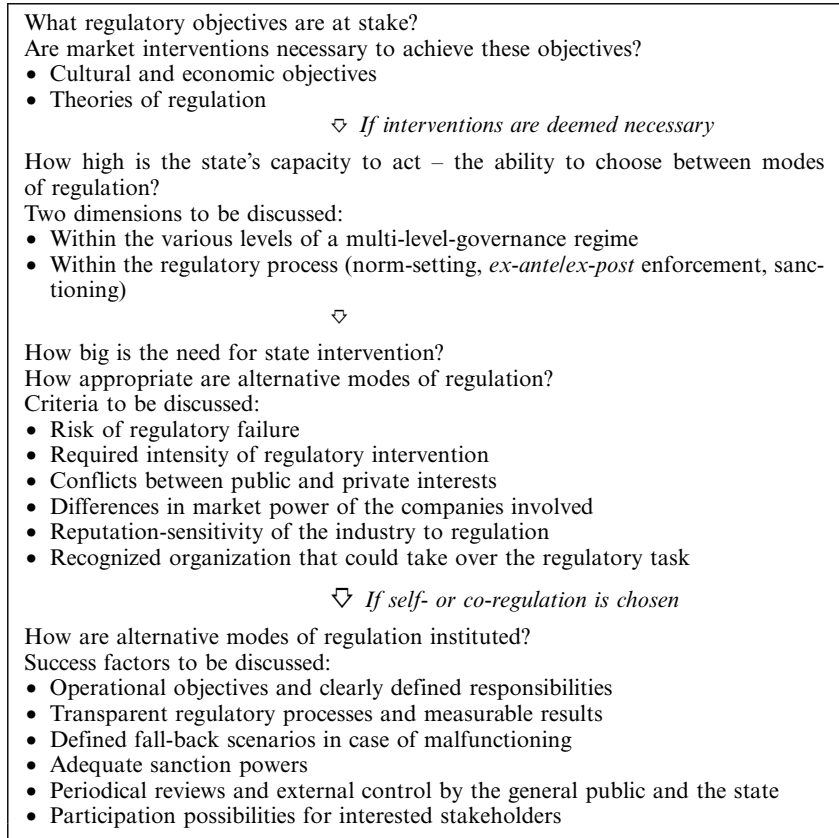 What regulatory objectives are at stake?
Are market interventions necessary to achieve these objectives?
• Cultural and economic objectives
• Theories of regulation
If interventions are deemed necessary
How high is the state's capacity to act – the ability to choose between modes
of regulation?
Two dimensions to be discussed:
• Within the various levels of a multi-level-governance regime
• Within the regulatory process (norm-setting, ex-ante/ex-post enforcement, sanc-
tioning)
How big is the need for state intervention?
How appropriate are alternative modes of regulation?
Criteria to be discussed:
• Risk of regulatory failure
• Required intensity of regulatory intervention
• Conflicts between public and private interests
• Differences in market power of the companies involved
• Reputation-sensitivity of the industry to regulation
• Recognized organization that could take over the regulatory task
If self- or co-regulation is chosen
How are alternative modes of regulation instituted?
Success factors to be discussed:
• Operational objectives and clearly defined responsibilities
• Transparent regulatory processes and measurable results
• Defined fall-back scenarios in case of malfunctioning
• Adequate sanction powers
• Periodical reviews and external control by the general public and the state
• Participation possibilities for interested stakeholders